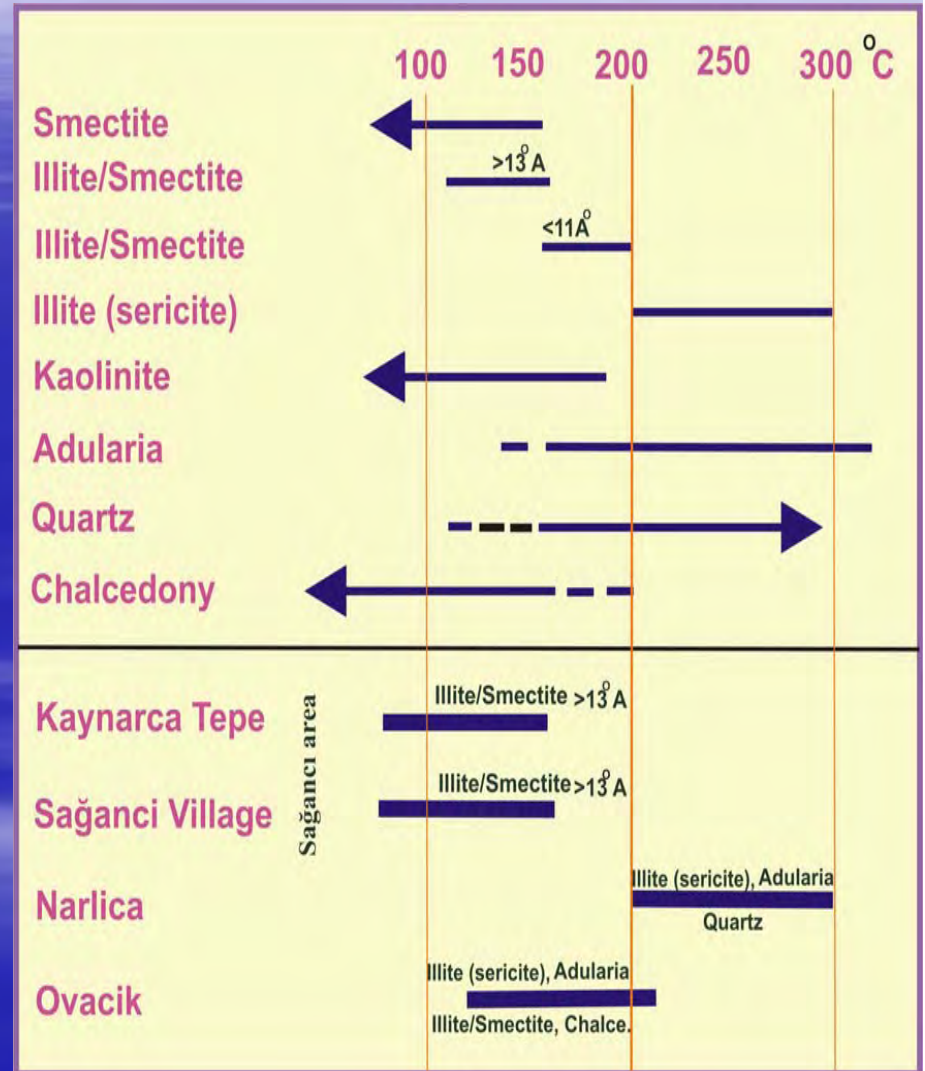 100 150 200 250 300 °C
Smectite
>13 A°
Illite/Smectite
<11A°
Illite/Smectite
Illite (sericite)
Kaolinite
Adularia
Quartz
Chalcedony
Sağancı area
Illite/Smectite >13 A°
Kaynarca Tepe
Illite/Smectite >13 A°
Sağanci Village
Illite (sericite), Adularia
Narlica
Quartz
Illite (sericite), Adularia
Ovacik
Illite/Smectite, Chalce.